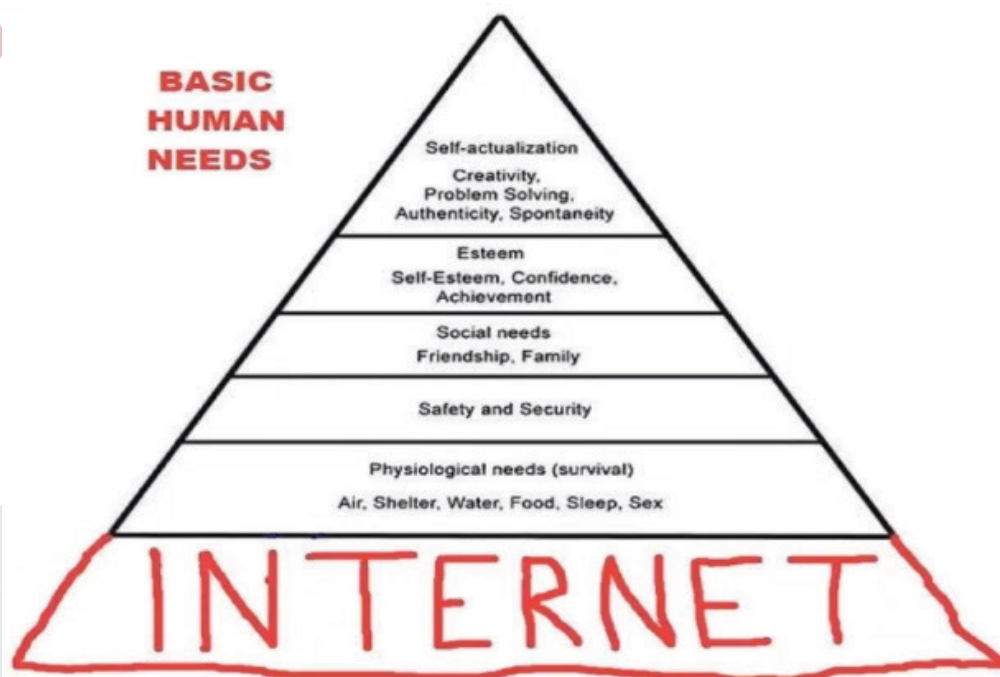 BASIC
HUMAN
NEEDS
Self-actualization
Creativity,
Problem Solving,
Authenticity, Spontaneity
Esteem
Self-Esteem, Confidence,
Achievement
Social needs
Friendship, Family
Safety and Security
Physiological needs (survival)
Air, Shelter, Water, Food, Sleep, Sex
INTERNET